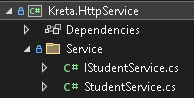 Kreta.HttpService
Dependencies
Service
C# IStudentService.cs
C# StudentService.cs